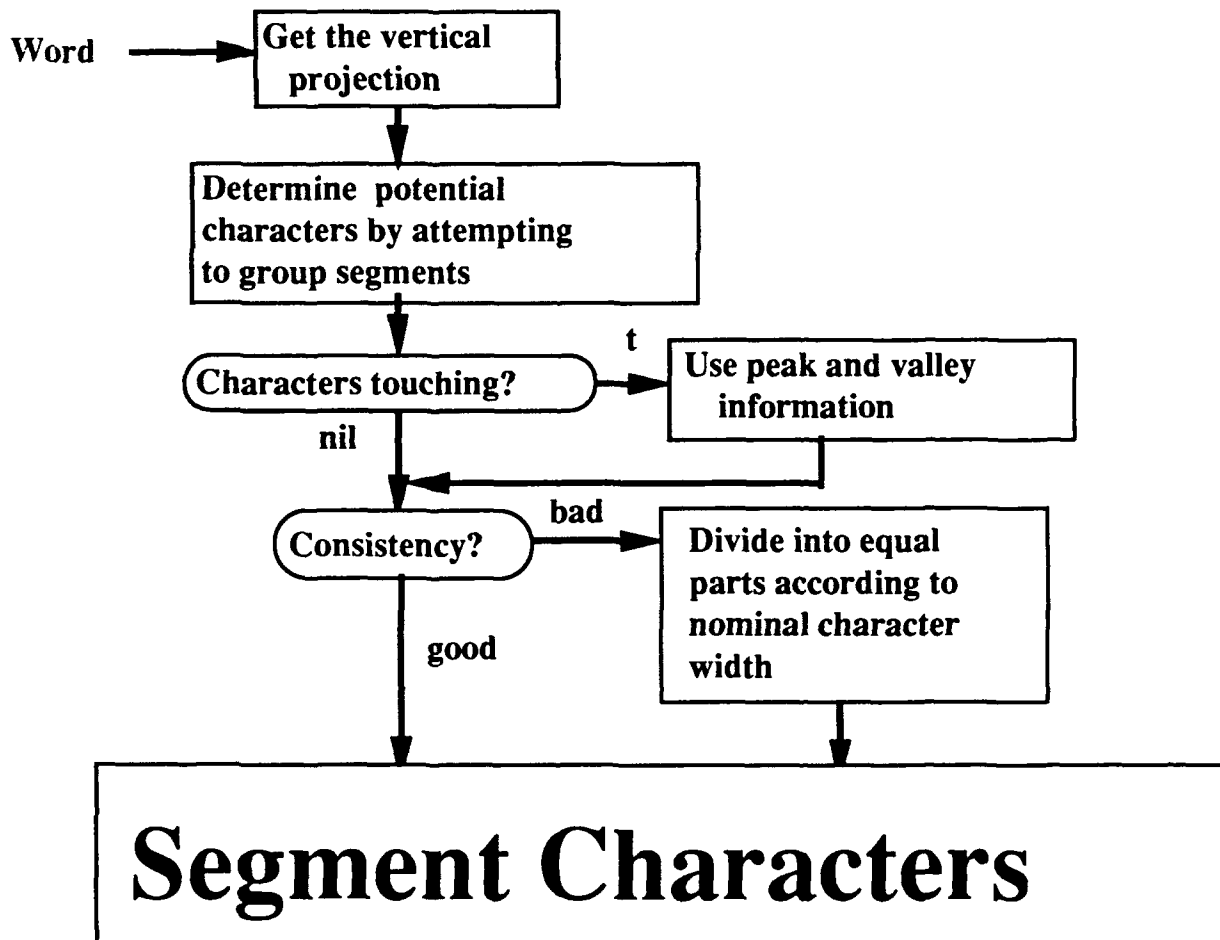 Word
Get the vertical
projection
Determine potential
characters by attempting
to group segments
Characters touching?
t
Use peak and valley
information
nil
Consistency?
bad
Divide into equal
parts according to
nominal character
width
good
Segment Characters